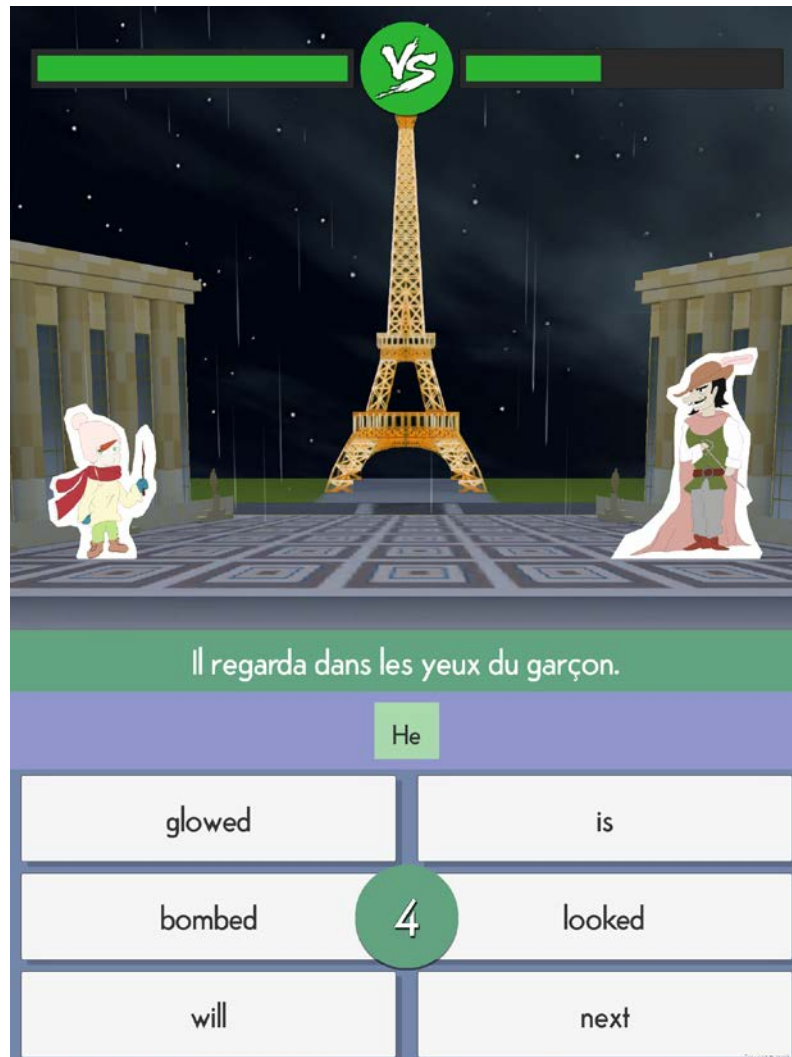 VS
Il regarda dans les yeux du garçon.
He
glowed
is
bombed
4
looked
will
next